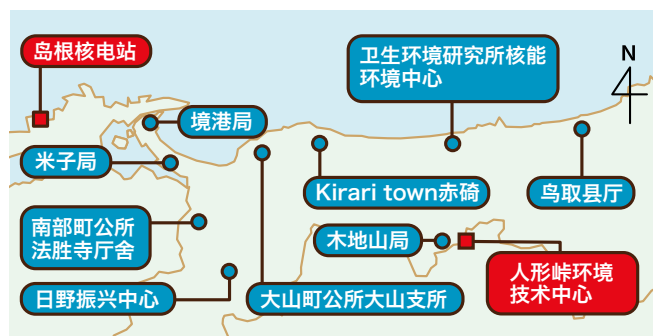 岛根核电站
卫生环境研究所核能
环境中心
N
境港局
米子局
Kirari town赤碕
鸟取县厅
南部町公所
法胜寺厅舍
木地山局
人形峠环境
技术中心
日野振兴中心
大山町公所大山支所